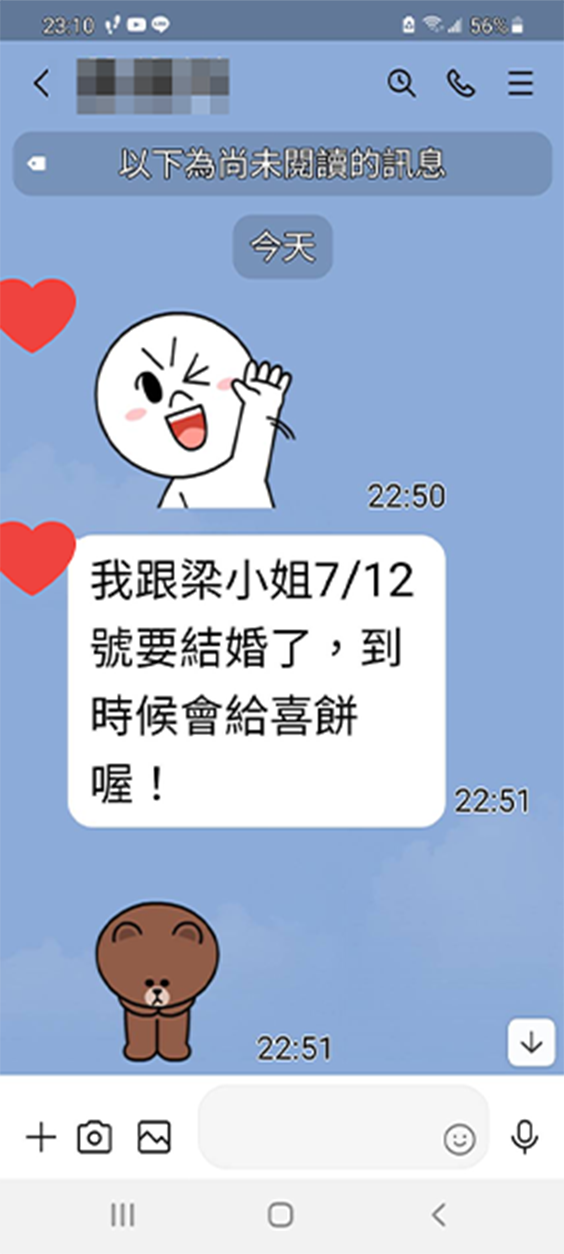 23:10 56%
以下為尚未閱讀的訊息
今天
22:50
我跟梁小姐7/12
號要結婚了，到
時候會給喜餅
喔！
22:51
22:51